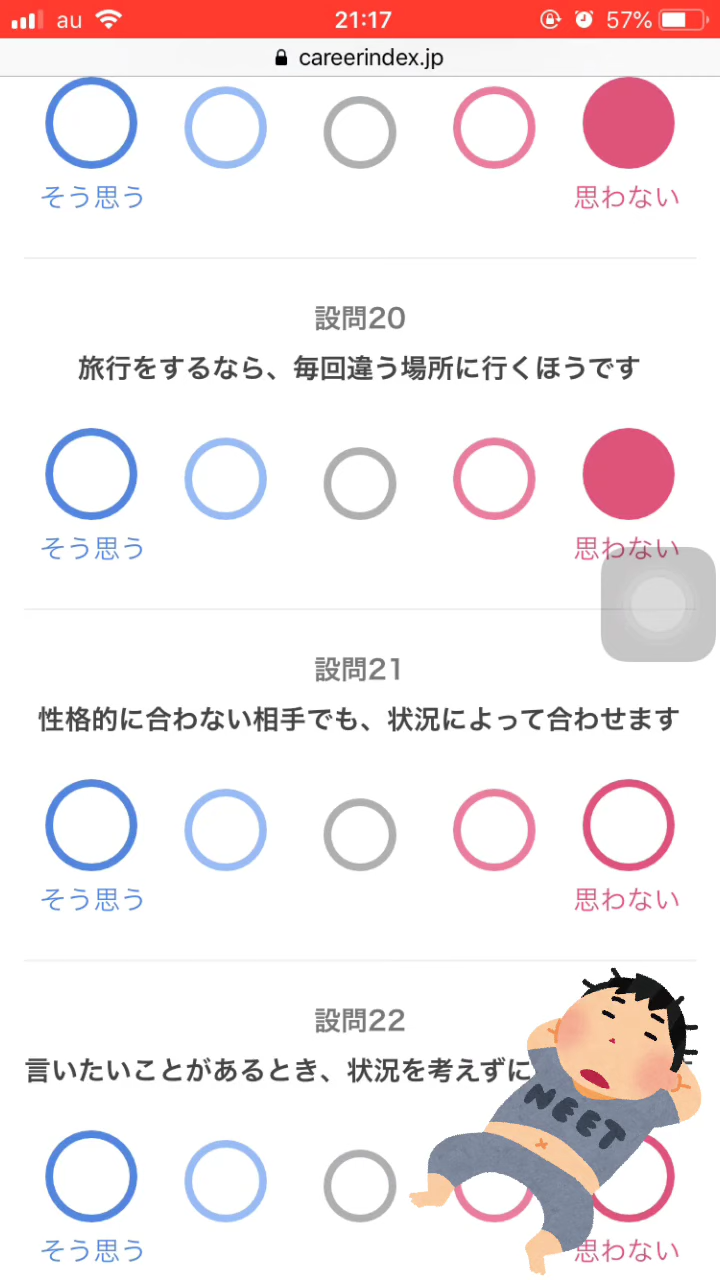 au 21:17 57%
careerindex.jp
そう思う 思わない
設問20
旅行をするなら、毎回違う場所に行くほうです
そう思う 思わない
設問21
性格的に合わない相手でも、状況によって合わせます
そう思う 思わない
設問22
言いたいことがあるとき、状況を考えずに
NEET
そう思う 思わない